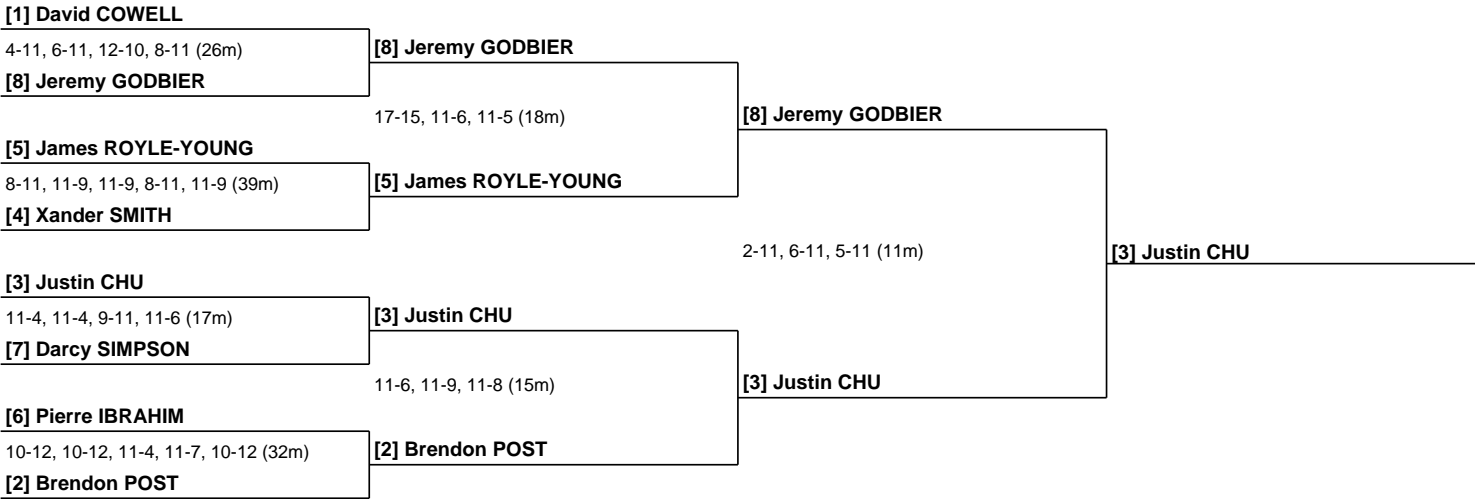 [1] David COWELL
4-11, 6-11, 12-10, 8-11 (26m)
[8] Jeremy GODBIER
[5] James ROYLE-YOUNG
8-11, 11-9, 11-9, 8-11, 11-9 (39m)
[4] Xander SMITH
[3] Justin CHU
11-4, 11-4, 9-11, 11-6 (17m)
[7] Darcy SIMPSON
[6] Pierre IBRAHIM
10-12, 10-12, 11-4, 11-7, 10-12 (32m)
[2] Brendon POST
[8] Jeremy GODBIER
17-15, 11-6, 11-5 (18m)
[5] James ROYLE-YOUNG
[3] Justin CHU
11-6, 11-9, 11-8 (15m)
[2] Brendon POST
[8] Jeremy GODBIER
2-11, 6-11, 5-11 (11m)
[3] Justin CHU
[3] Justin CHU